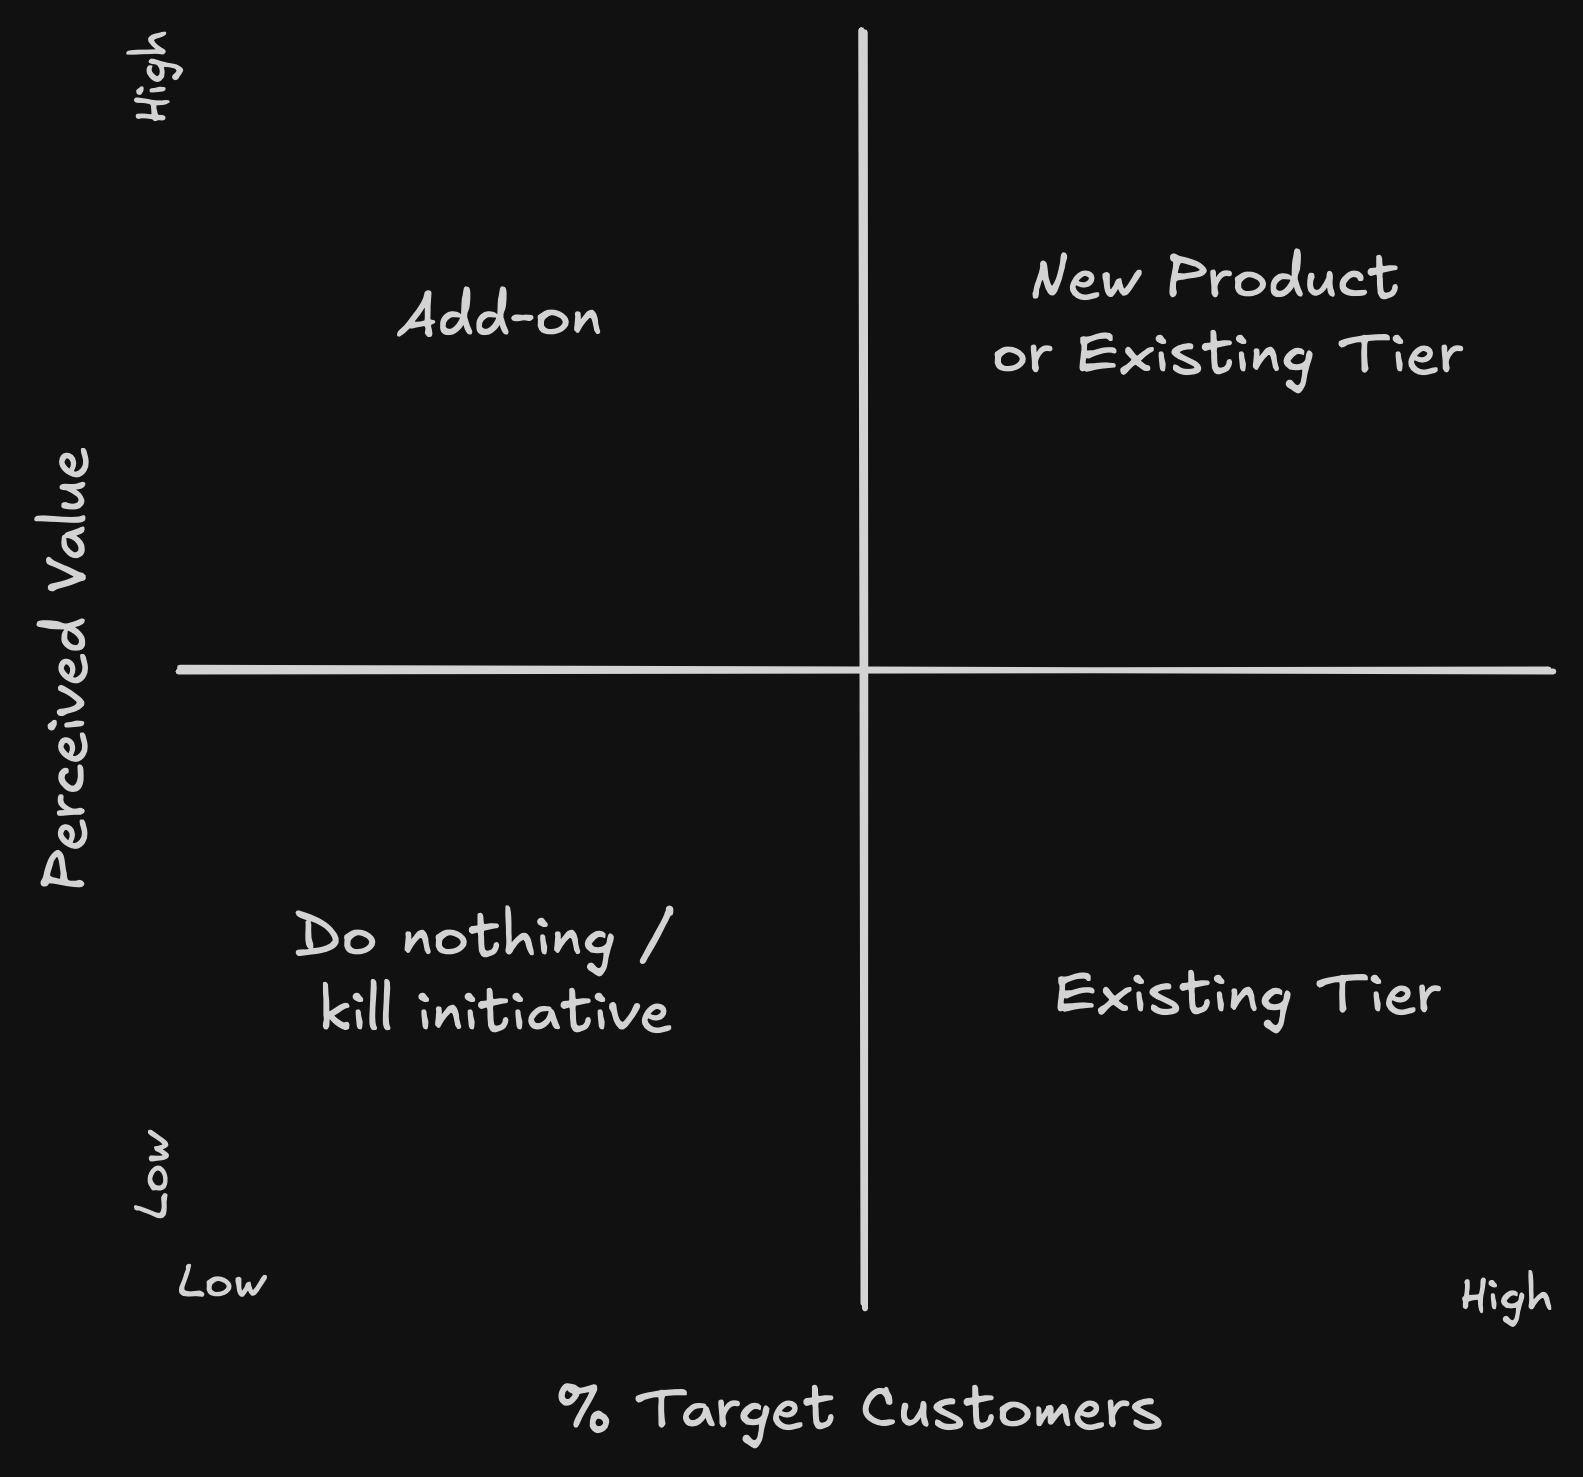 High
Add-on
New Product
or Existing Tier
Perceived Value
Do nothing /
kill initiative
Existing Tier
Low
Low
High
% Target Customers